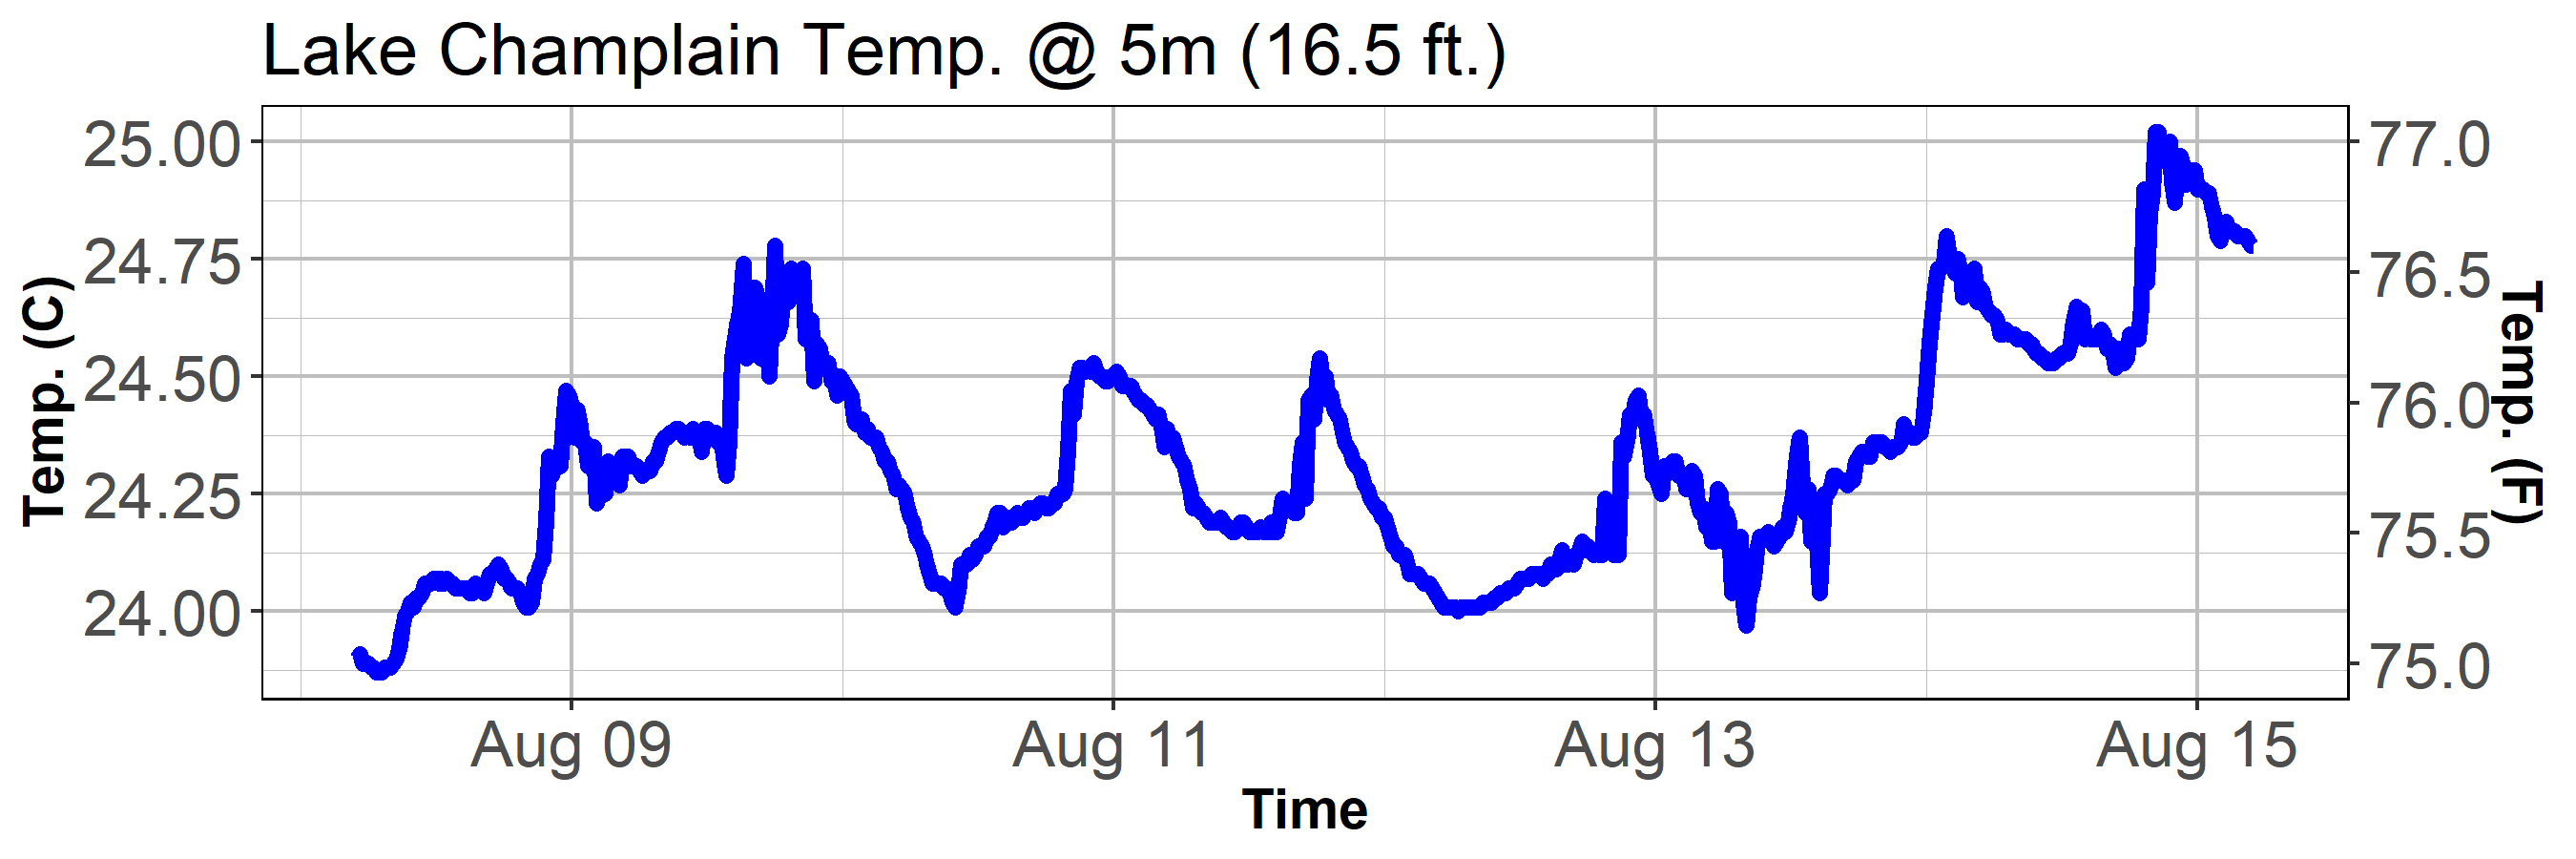 Lake Champlain Temp. @ 5m (16.5 ft.)
Temp. (C)
25.00
24.75
24.50
24.25
24.00
77.0
76.5
76.0
75.5
75.0
Temp. (F)
Aug 09 Aug 11 Aug 13 Aug 15
Time